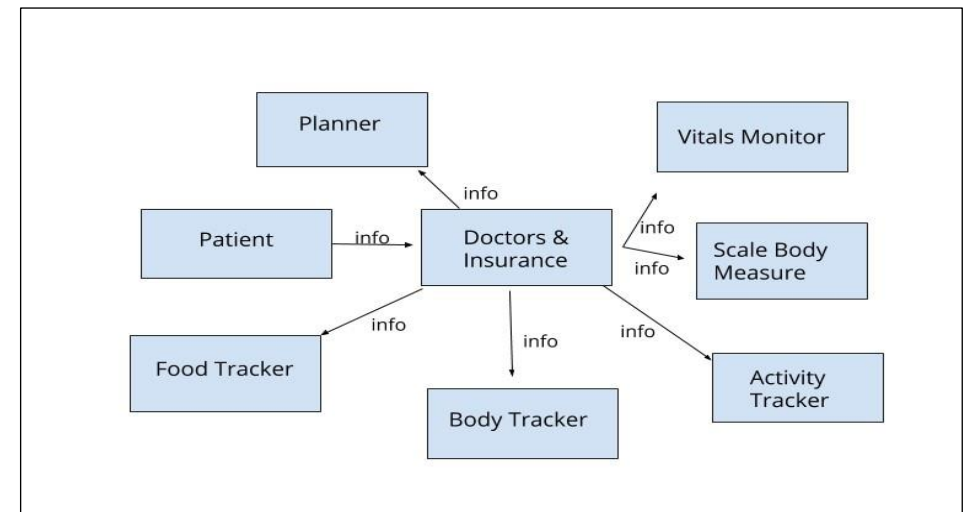 Planner
Vitals Monitor
info
Patient
info
Doctors &
Insurance
info
Scale Body
Measure
info
info
info
info
Food Tracker
Activity
Tracker
Body Tracker